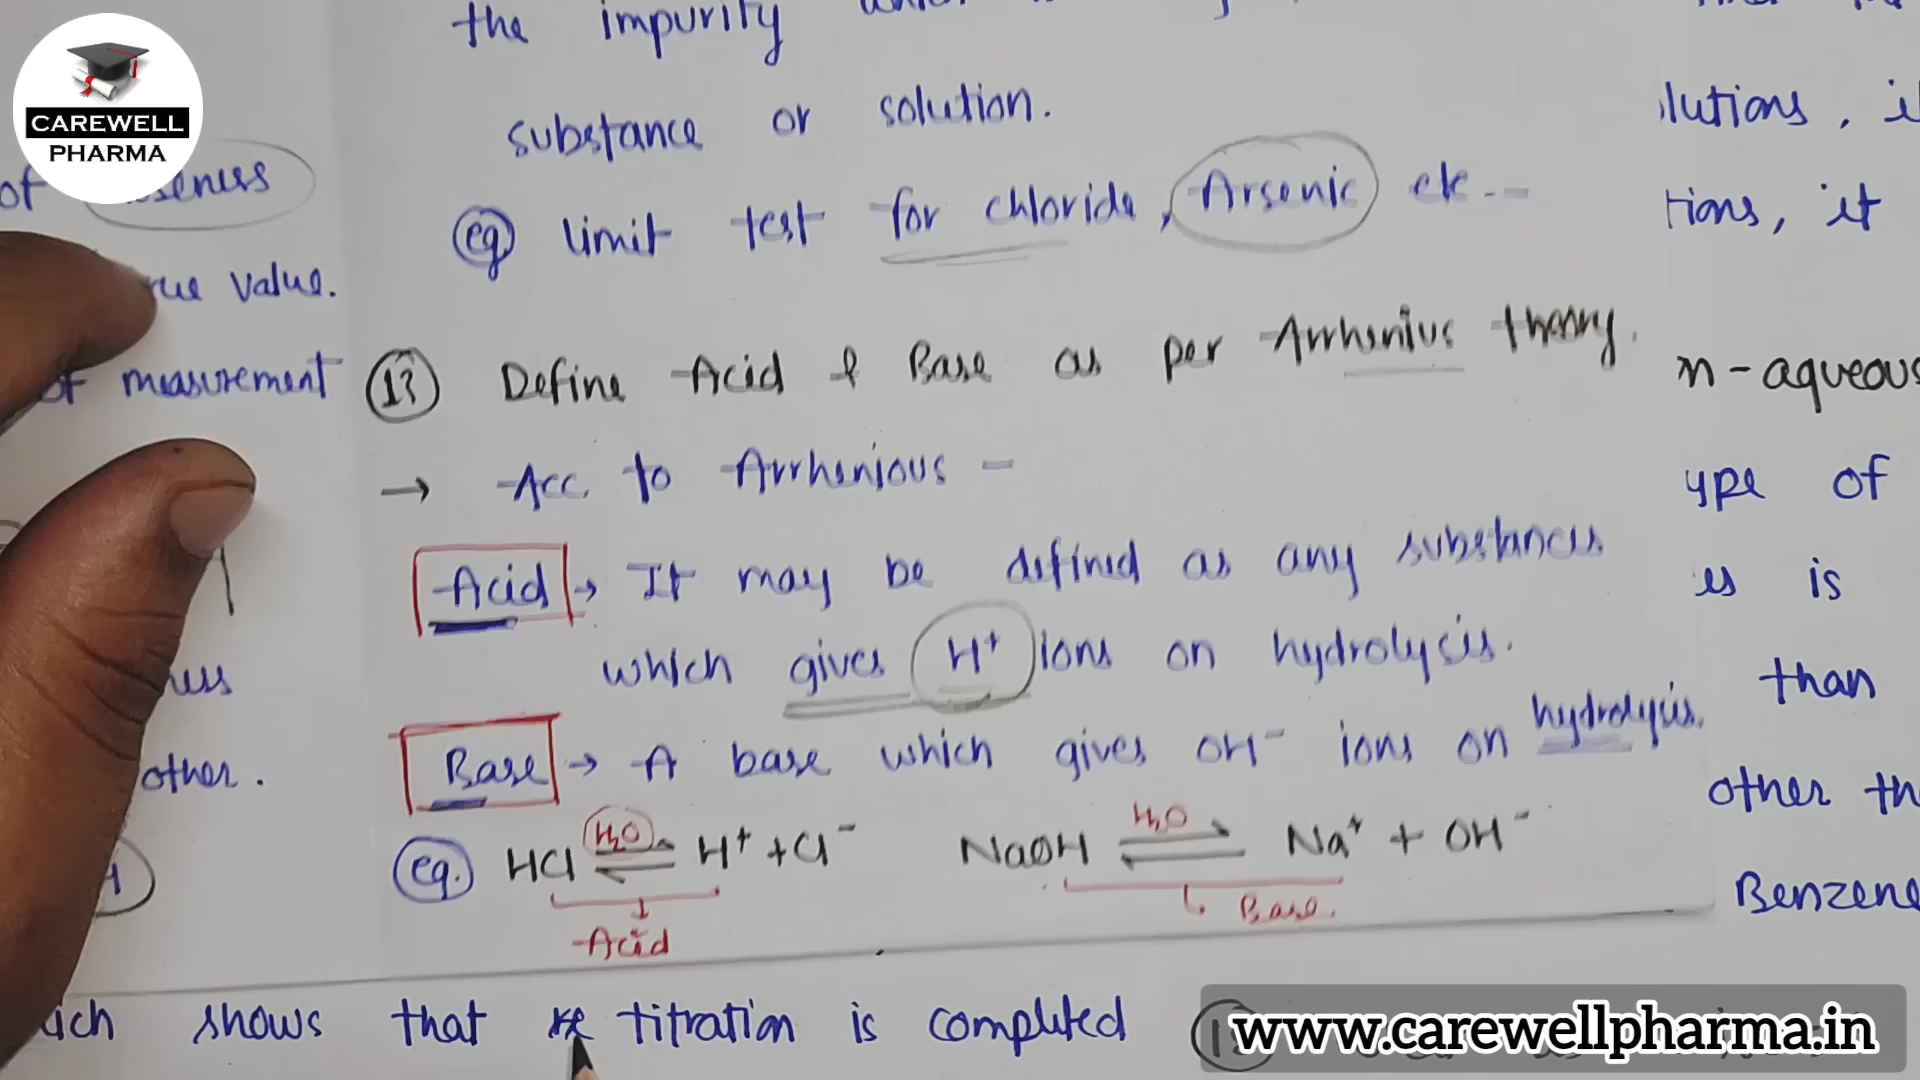 CAREWELL
PHARMA
the impurity
substance or solution.
eg limit test for chloride, Arsenic etc --
13 Define Acid & Base as per Arrhenius theory.
→ Acc. to Arrhenious -
Acid → It may be defined as any substances
which gives H⁺ ions on hydrolysis.
Base → A base which gives OH⁻ ions on hydrolysis.
eg. HCl ⇌ H₂O H⁺ + Cl⁻ NaOH ⇌ H₂O Na⁺ + OH⁻
Acid Base.
shows that titration is completed
of
value.
of measurement
other.
lutions, it
tions, it
n-aqueous
ype of
es is
than
other th
Benzene
www.carewellpharma.in